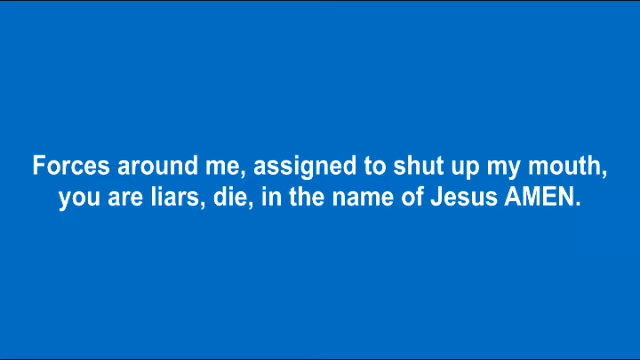 Forces around me, assigned to shut up my mouth,
you are liars, die, in the name of Jesus AMEN.